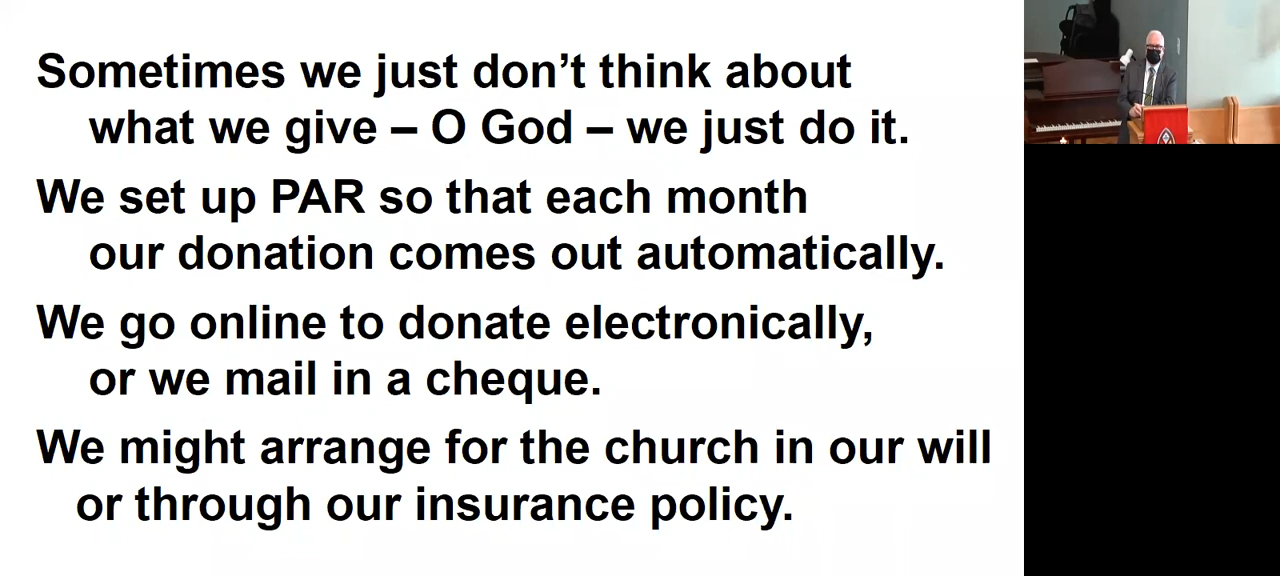 Sometimes we just don’t think about
what we give – O God – we just do it.
We set up PAR so that each month
our donation comes out automatically.
We go online to donate electronically,
or we mail in a cheque.
We might arrange for the church in our will
or through our insurance policy.